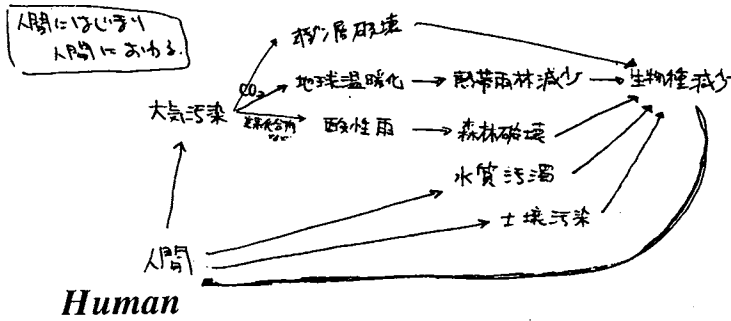 人間にはじまり
人間におわる.
オゾン層破壊
CO₂
地球温暖化
熱帯雨林減少
生物種減少
大気汚染
酸性雨
森林破壊
水質汚濁
土壌汚染
人間
Human